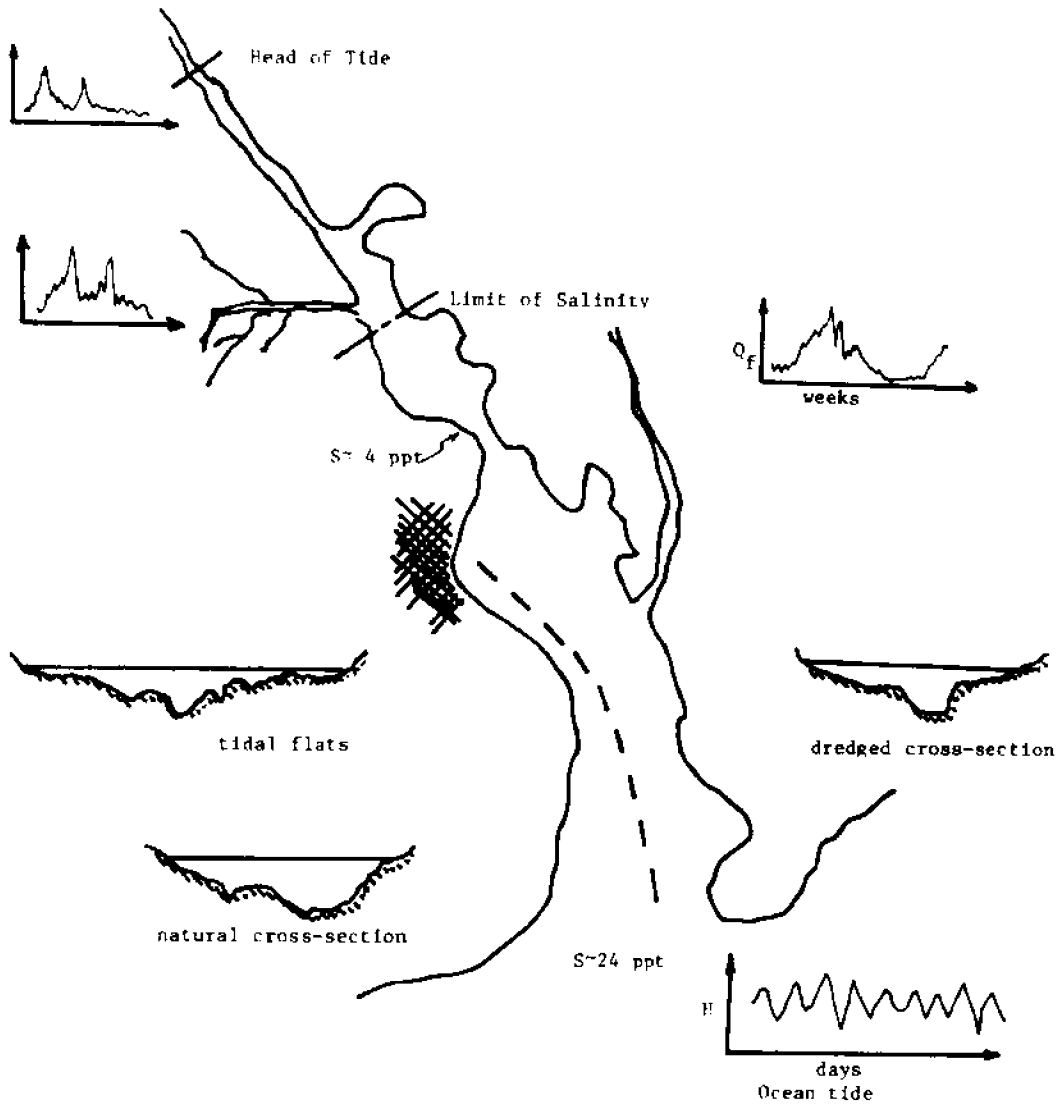 Head of Tide
Limit of Salinity
Qf
weeks
S~ 4 ppt
tidal flats
dredged cross-section
natural cross-section
S~24 ppt
H
days
Ocean tide